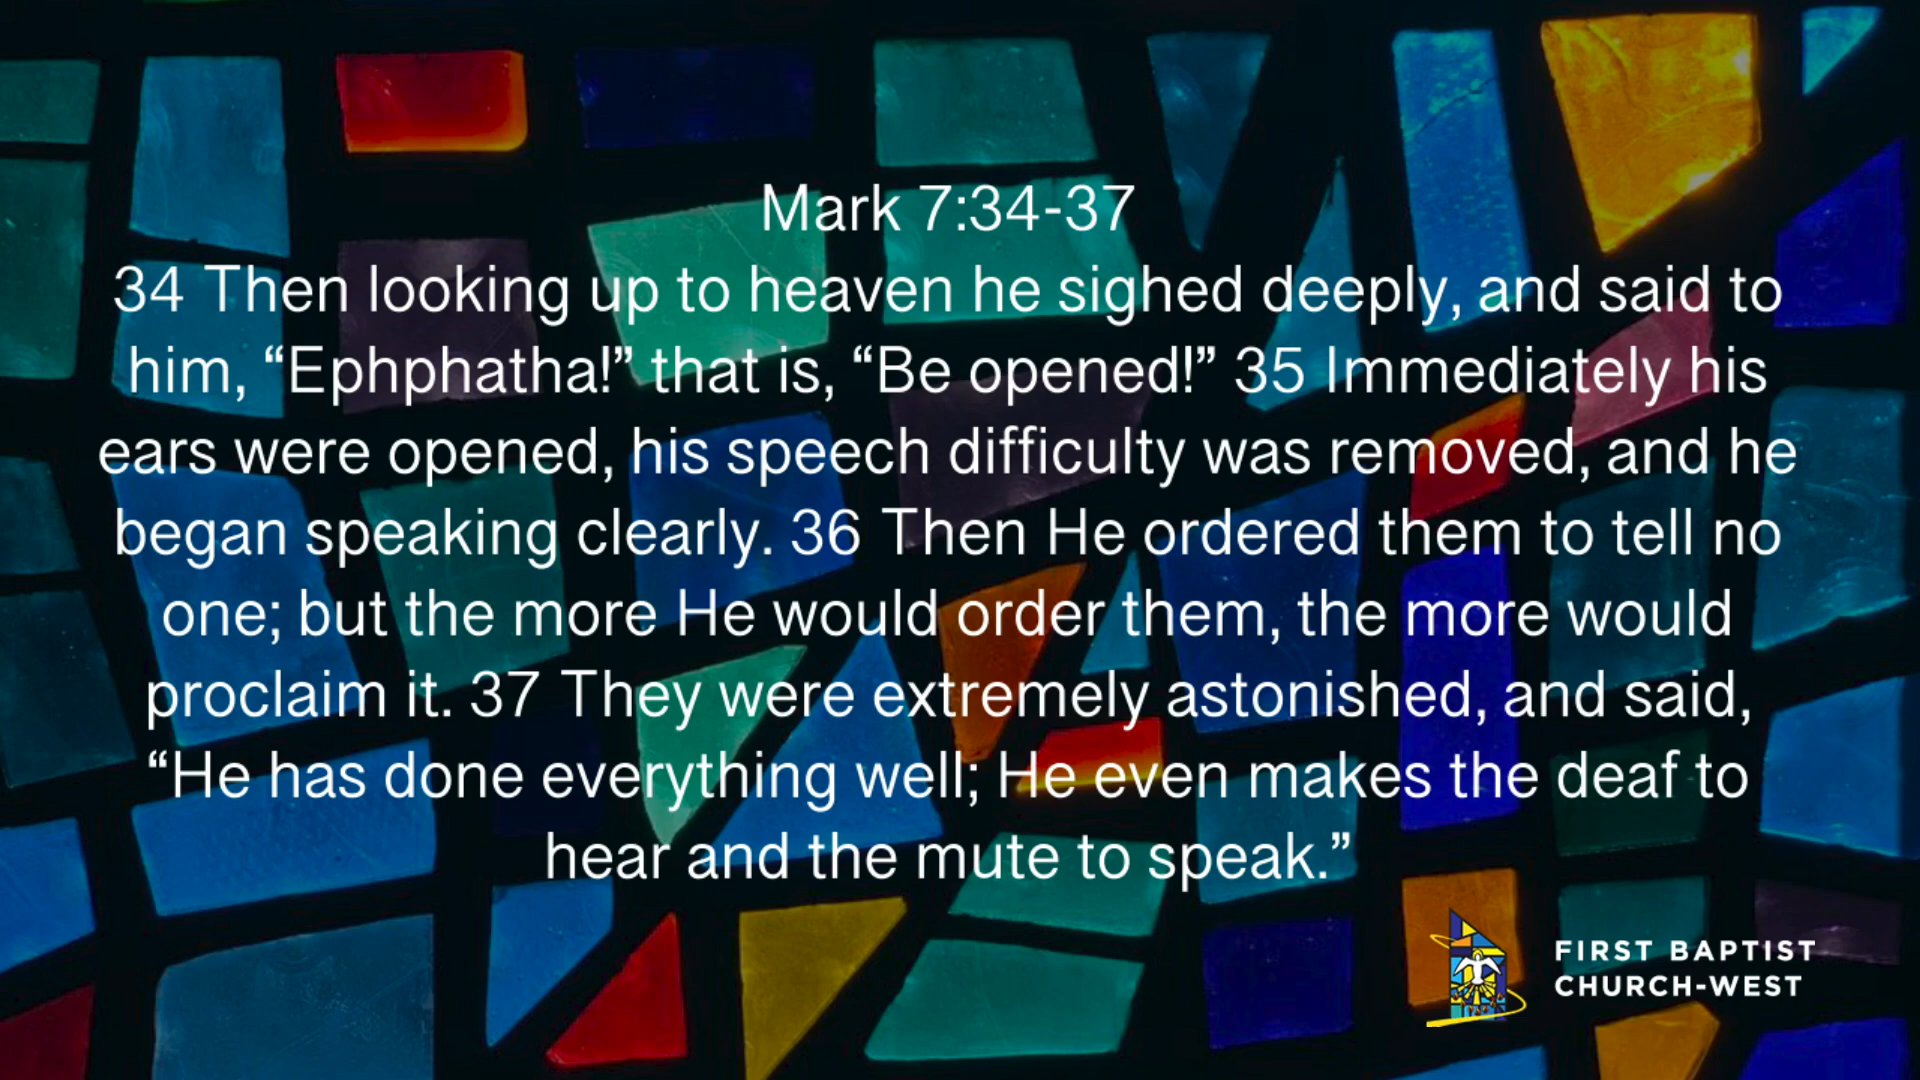 Mark 7:34-37
34 Then looking up to heaven he sighed deeply, and said to
him, “Ephphatha!” that is, “Be opened!” 35 Immediately his
ears were opened, his speech difficulty was removed, and he
began speaking clearly. 36 Then He ordered them to tell no
one; but the more He would order them, the more would
proclaim it. 37 They were extremely astonished, and said,
“He has done everything well; He even makes the deaf to
hear and the mute to speak.”
FIRST BAPTIST
CHURCH-WEST